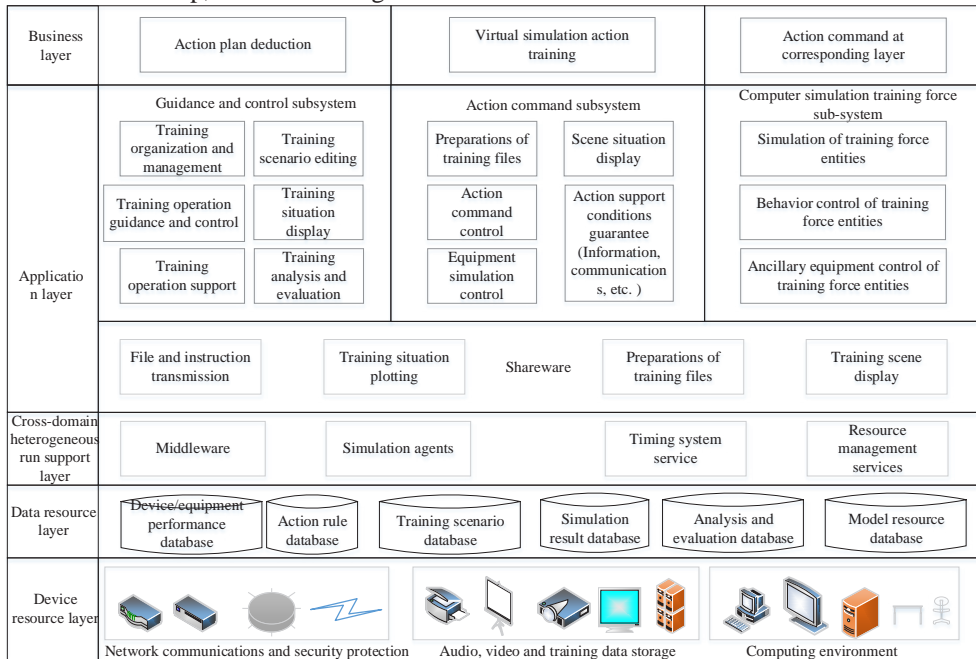 Business
layer
Action plan deduction
Virtual simulation action
training
Action command at
corresponding layer
Applicatio
n layer
Guidance and control subsystem
Training
organization and
management
Training
scenario editing
Training operation
guidance and control
Training
situation
display
Training
operation support
Training
analysis and
evaluation
Action command subsystem
Preparations of
training files
Scene situation
display
Action
command
control
Action support
conditions
guarantee
(Information,
communication
s, etc. )
Equipment
simulation
control
Computer simulation training force
sub-system
Simulation of training force
entities
Behavior control of training
force entities
Ancillary equipment control of
training force entities
File and instruction
transmission
Training situation
plotting
Shareware
Preparations of
training files
Training scene
display
Cross-domain
heterogeneous
run support
layer
Middleware
Simulation agents
Timing system
service
Resource
management
services
Data resource
layer
Device/equipment
performance
database
Action rule
database
Training scenario
database
Simulation
result database
Analysis and
evaluation database
Model resource
database
Device
resource layer
Network communications and security protection
Audio, video and training data storage
Computing environment